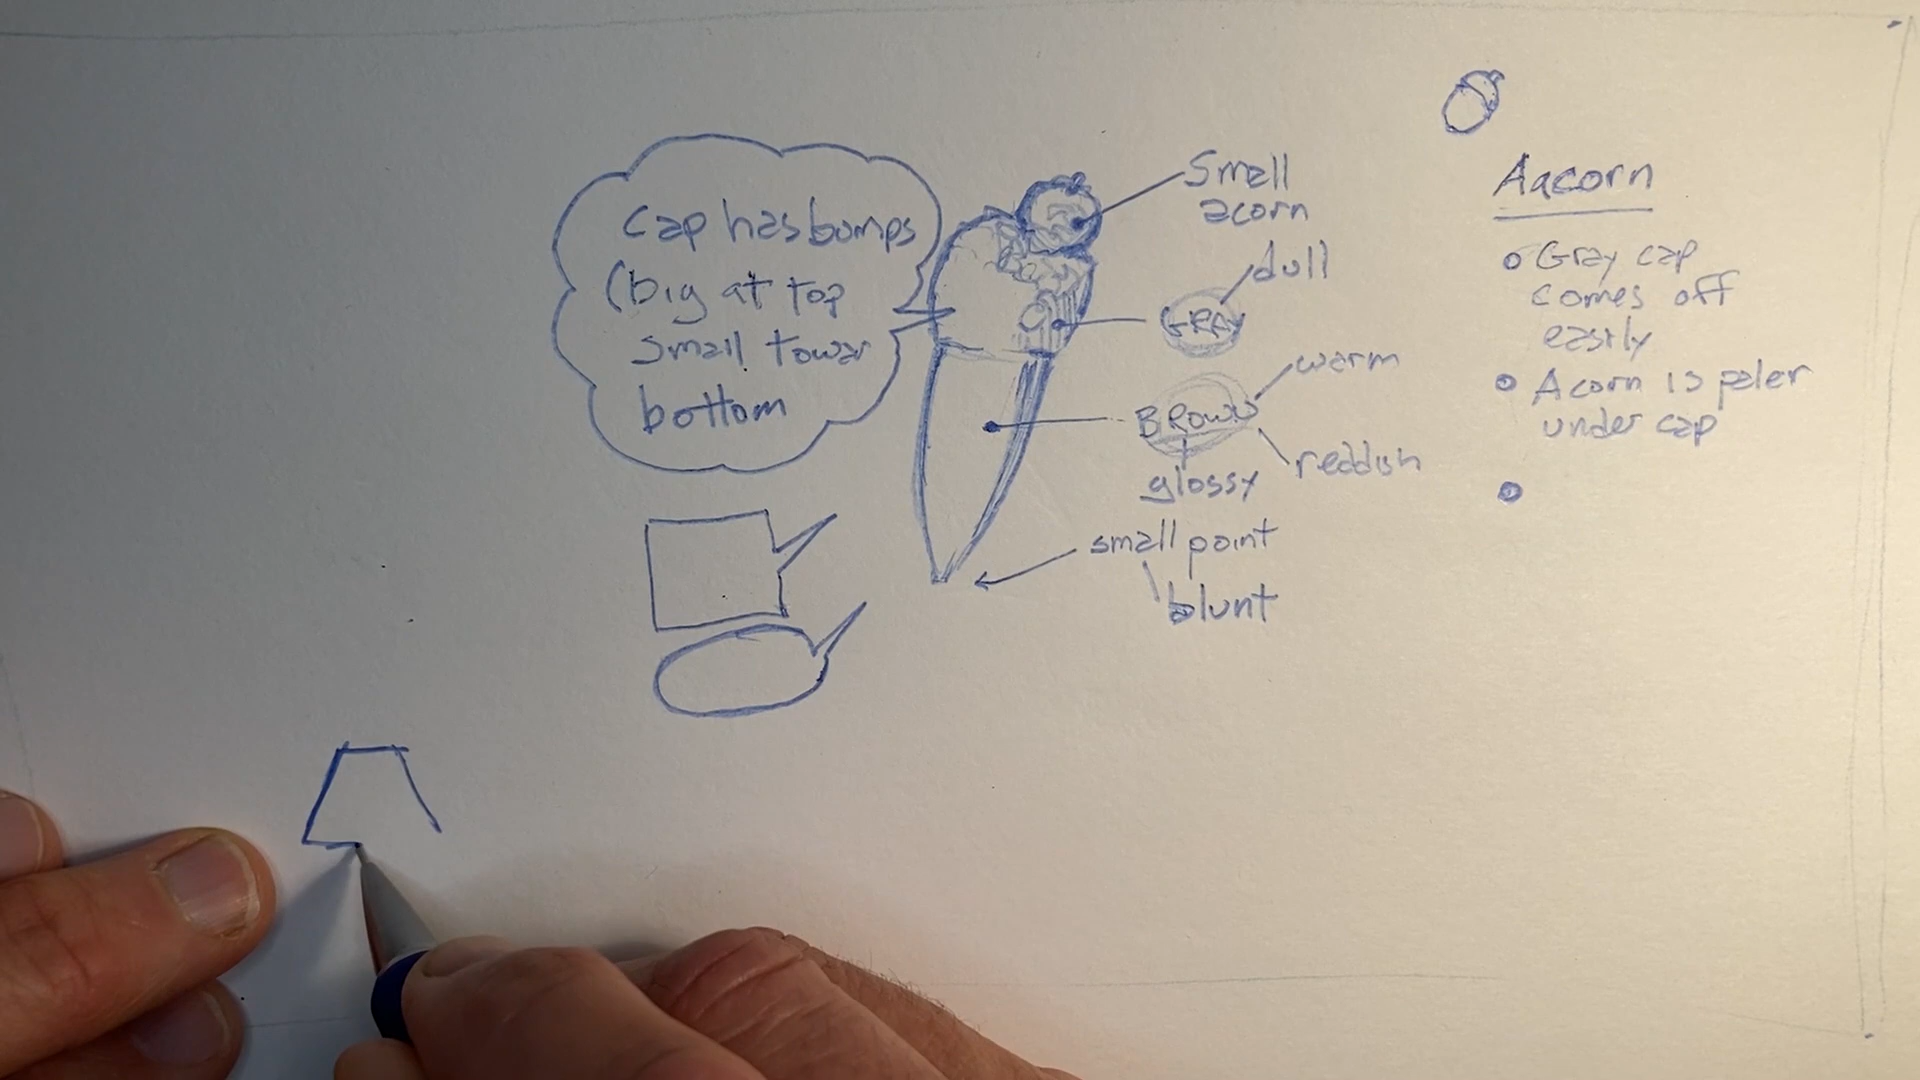 Cap has bumps
(big at top
small towar
bottom
Small
acorn
dull
GRAY
warm
BROWN
reddish
glossy
small point
blunt
Aacorn
Gray cap
comes off
easily
Acorn is paler
under cap